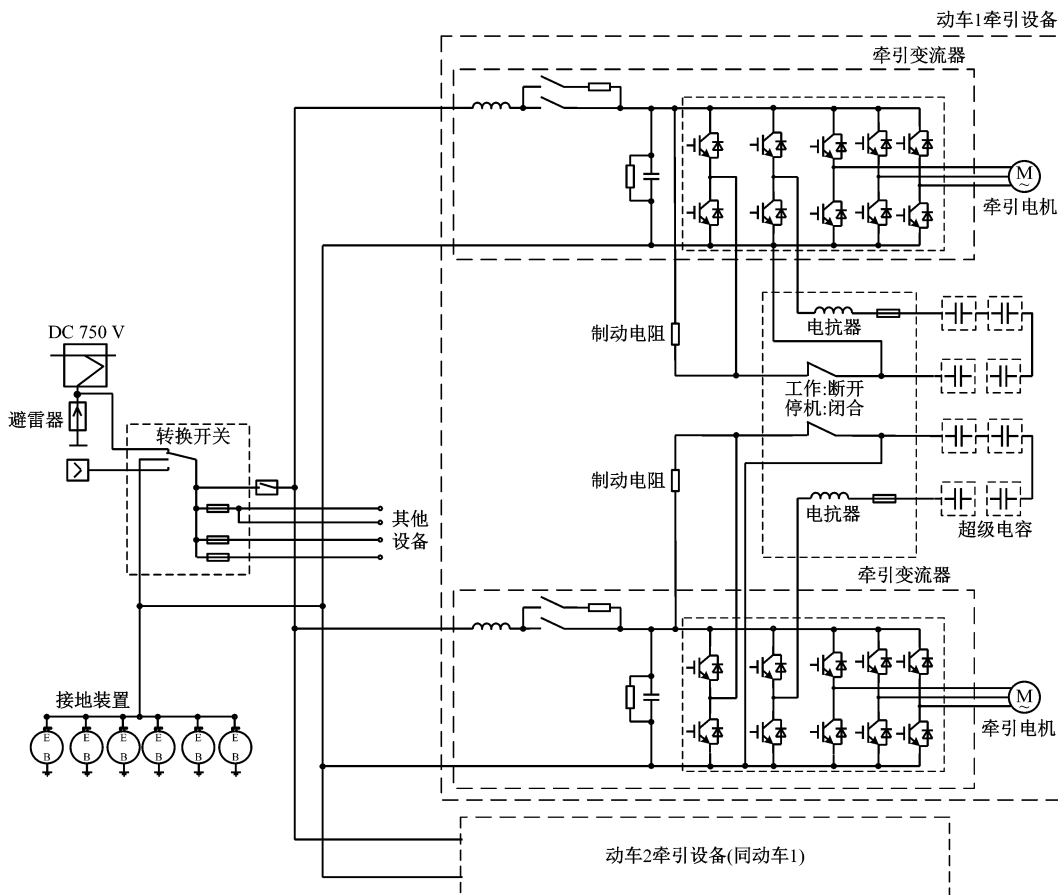 动车1牵引设备
牵引变流器
M
~
牵引电机
DC 750 V
避雷器
转换开关
制动电阻
电抗器
工作:断开
停机:闭合
制动电阻
电抗器
超级电容
其他
设备
牵引变流器
接地装置
E
B
E
B
E
B
E
B
E
B
E
B
M
~
牵引电机
动车2牵引设备(同动车1)